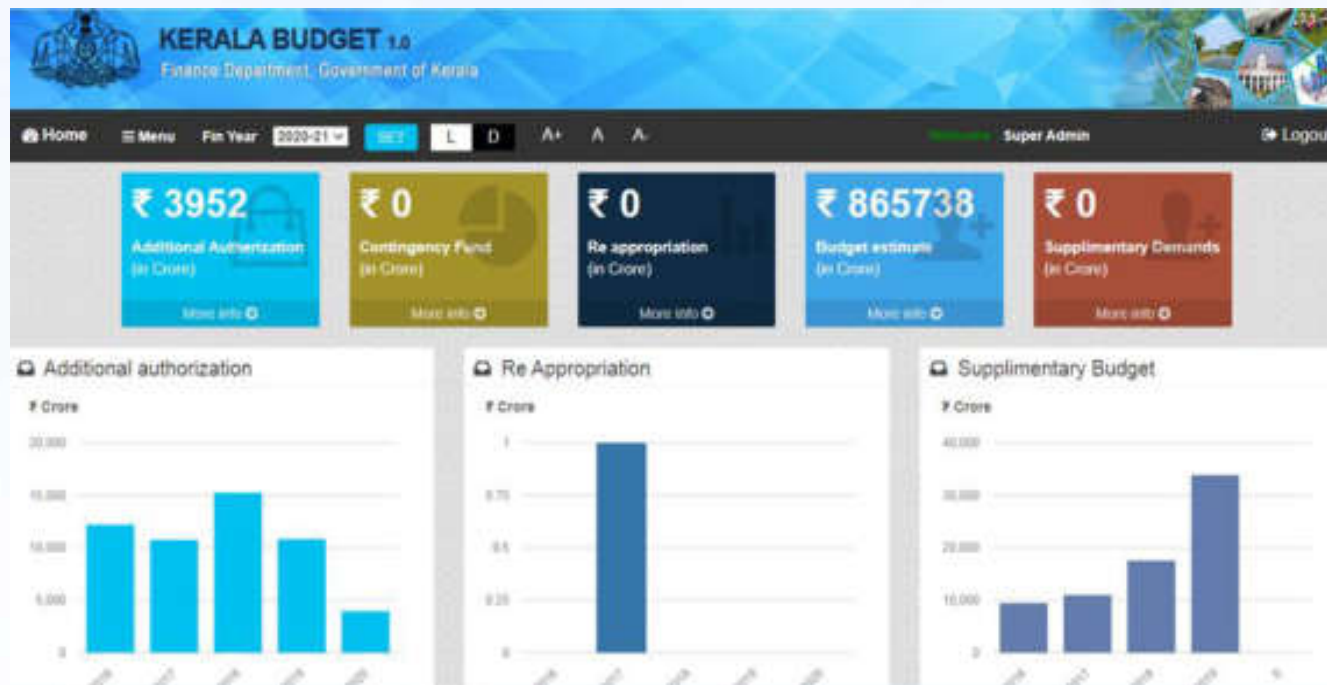 KERALA BUDGET 1.0
Finance Department, Government of Kerala
Home Menu Fin Year 2020-21 SET L D A+ A A- Welcome Super Admin Logou
₹ 3952
Additional Authorization
(in Crore)
More info
₹ 0
Contingency Fund
(in Crore)
More info
₹ 0
Re appropriation
(in Crore)
More info
₹ 865738
Budget estimate
(in Crore)
More info
₹ 0
Supplimentary Demands
(in Crore)
More info
Additional authorization
₹ Crore
20,000
15,000
10,000
5,000
0
Re Appropriation
₹ Crore
1
0.75
0.5
0.25
0
2017
Supplimentary Budget
₹ Crore
40,000
30,000
20,000
10,000
0